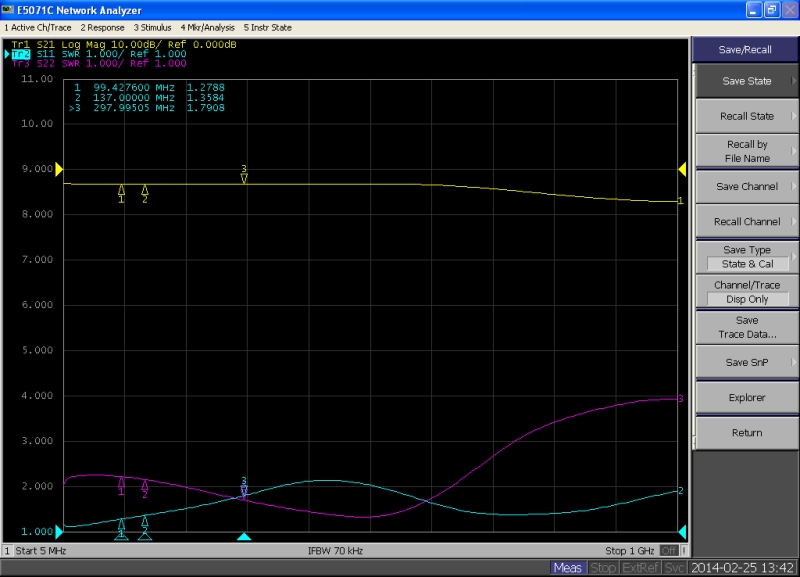 E5071C Network Analyzer
1 Active Ch/Trace 2 Response 3 Stimulus 4 Mkr/Analysis 5 Instr State
Tr1 S21 Log Mag 10.00dB/ Ref 0.000dB
Tr2 S11 SWR 1.000/ Ref 1.000
Tr3 S22 SWR 1.000/ Ref 1.000
11.00
1 99.427600 MHz 1.2788
2 137.00000 MHz 1.3584
>3 297.99505 MHz 1.7908
10.00
9.000
8.000
7.000
6.000
5.000
4.000
3.000
2.000
1.000
3
1
2
1
3
3
1
2
2
1
2
1 Start 5 MHz
IFBW 70 kHz
Stop 1 GHz
Off
!
Save/Recall
Save State
Recall State
Recall by
File Name
Save Channel
Recall Channel
Save Type
State & Cal
Channel/Trace
Disp Only
Save
Trace Data...
Save SnP
Explorer
Return
Meas Stop ExtRef Svc 2014-02-25 13:42